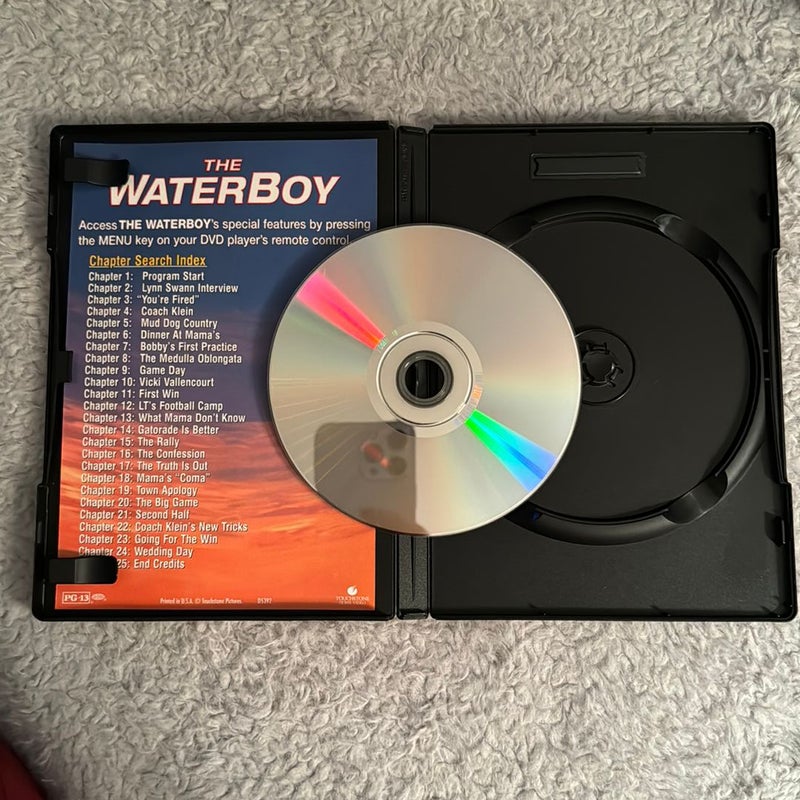 THE
WATERBOY
Access THE WATERBOY's special features by pressing
the MENU key on your DVD player's remote control.
Chapter Search Index
Chapter 1: Program Start
Chapter 2: Lynn Swann Interview
Chapter 3: "You're Fired"
Chapter 4: Coach Klein
Chapter 5: Mud Dog Country
Chapter 6: Dinner At Mama's
Chapter 7: Bobby's First Practice
Chapter 8: The Medulla Oblongata
Chapter 9: Game Day
Chapter 10: Vicki Vallencourt
Chapter 11: First Win
Chapter 12: LT's Football Camp
Chapter 13: What Mama Don't Know
Chapter 14: Gatorade Is Better
Chapter 15: The Rally
Chapter 16: The Confession
Chapter 17: The Truth Is Out
Chapter 18: Mama's "Coma"
Chapter 19: Town Apology
Chapter 20: The Big Game
Chapter 21: Second Half
Chapter 22: Coach Klein's New Tricks
Chapter 23: Going For The Win
Chapter 24: Wedding Day
25: End Credits
PG-13
Printed in U.S.A. © Touchstone Pictures. D5392
TOUCHSTONE
HOME VIDEO